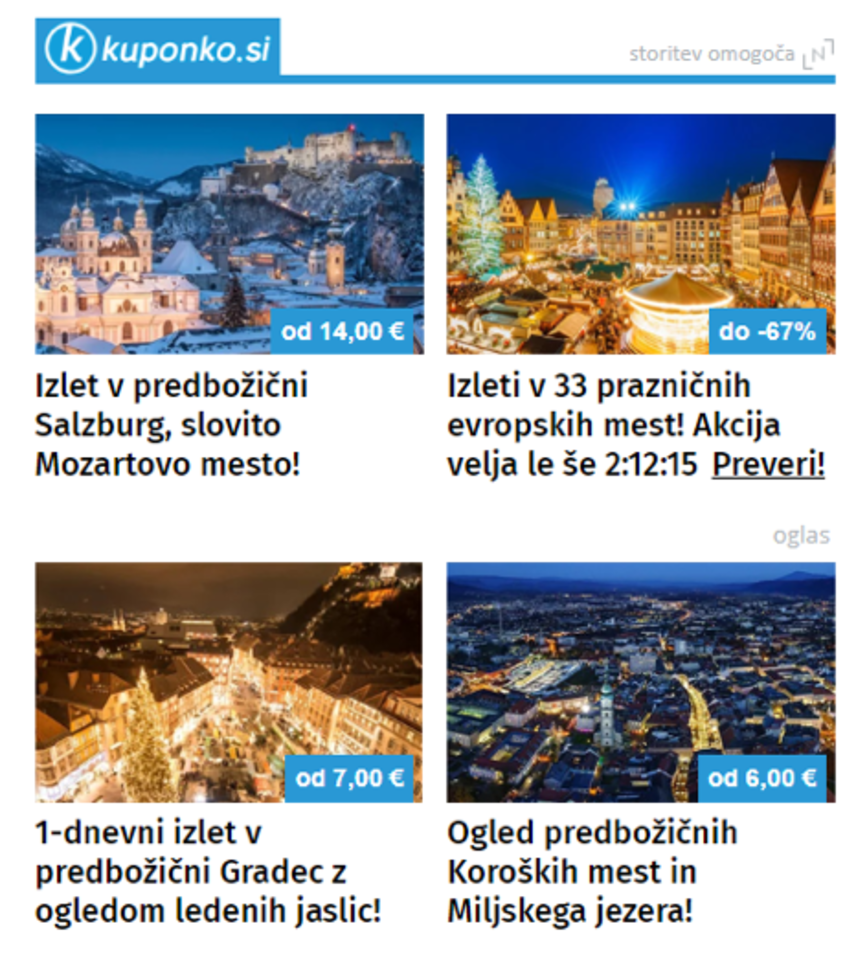 kuponko.si
storitev omogoča
od 14,00 €
do -67%
Izlet v predbožični
Salzburg, slovito
Mozartovo mesto!
Izleti v 33 prazničnih
evropskih mest! Akcija
velja le še 2:12:15 Preveri!
oglas
od 7,00 €
od 6,00 €
1-dnevni izlet v
predbožični Gradec z
ogledom ledenih jaslic!
Ogled predbožičnih
Koroških mest in
Miljskega jezera!